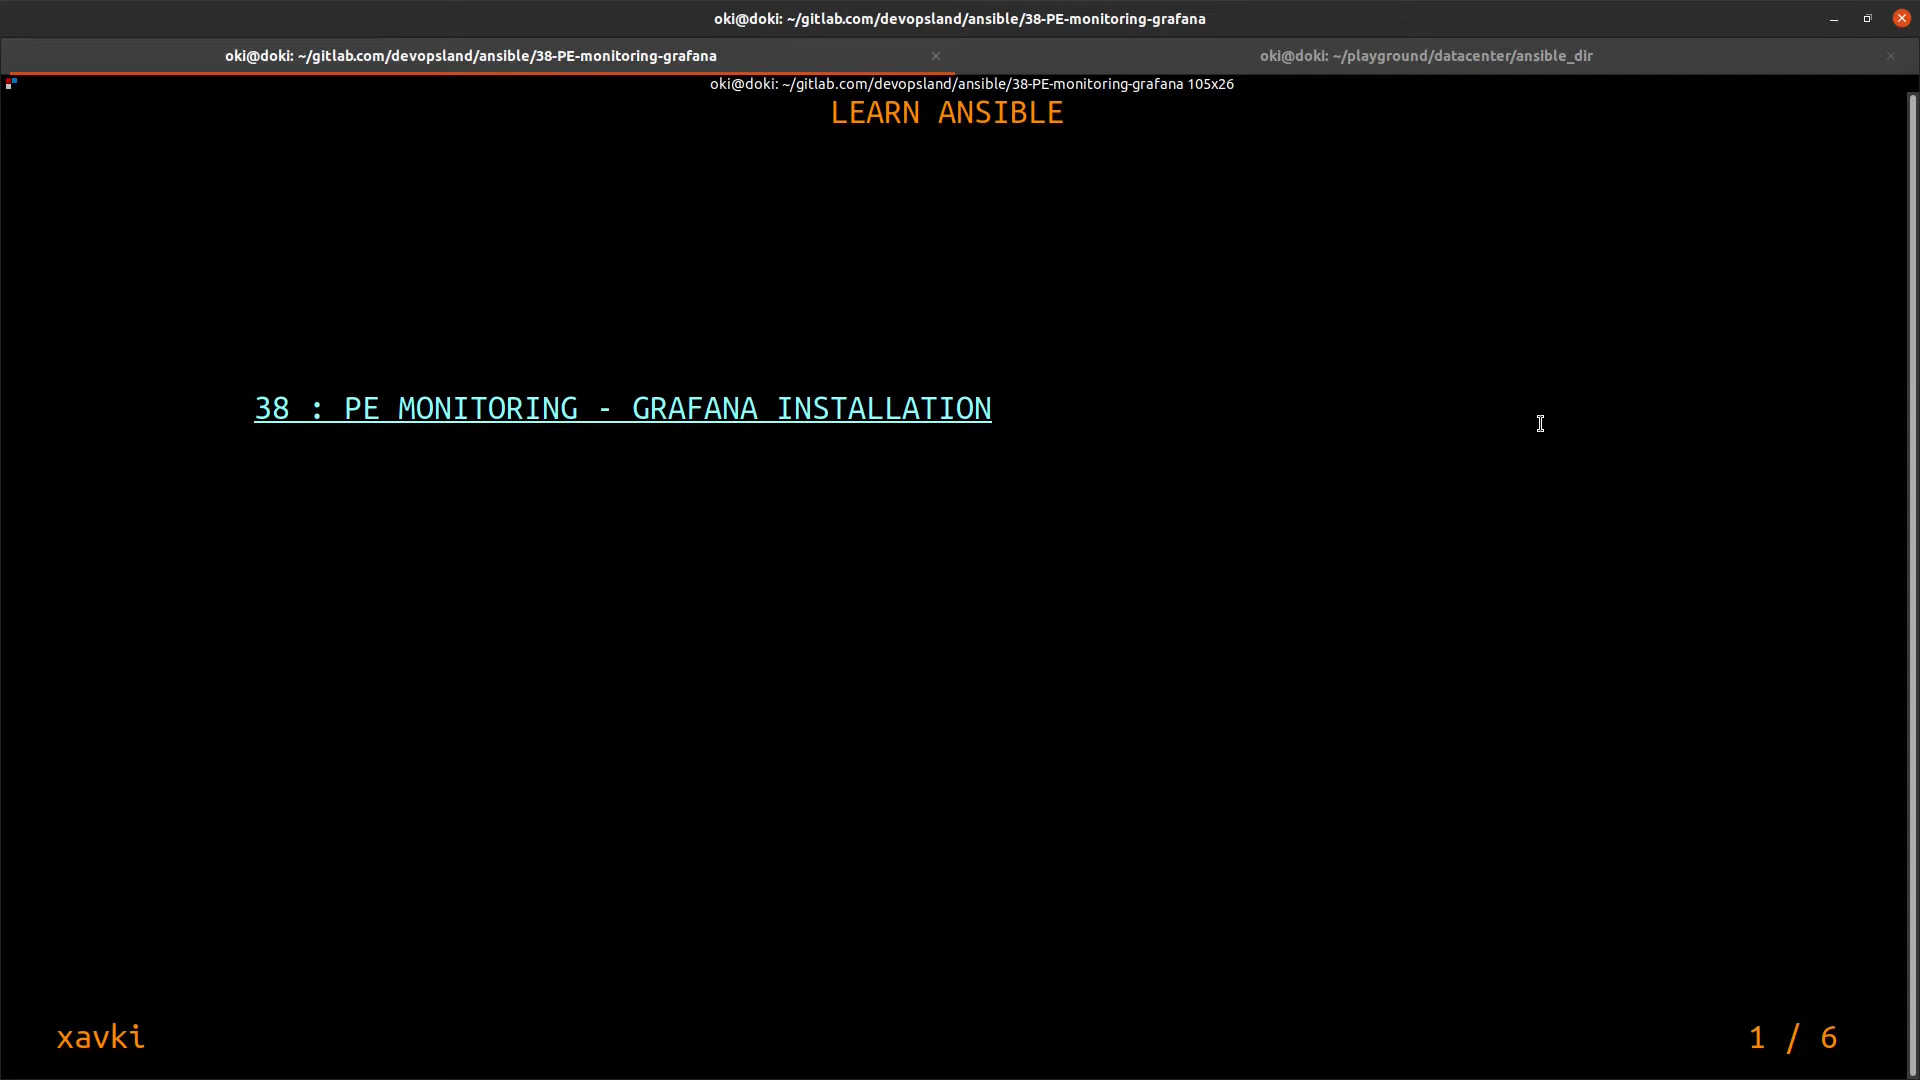 oki@doki: ~/gitlab.com/devopsland/ansible/38-PE-monitoring-grafana
oki@doki: ~/gitlab.com/devopsland/ansible/38-PE-monitoring-grafana
oki@doki: ~/playground/datacenter/ansible_dir
oki@doki: ~/gitlab.com/devopsland/ansible/38-PE-monitoring-grafana 105x26
LEARN ANSIBLE
38 : PE MONITORING - GRAFANA INSTALLATION
xavki
1 / 6